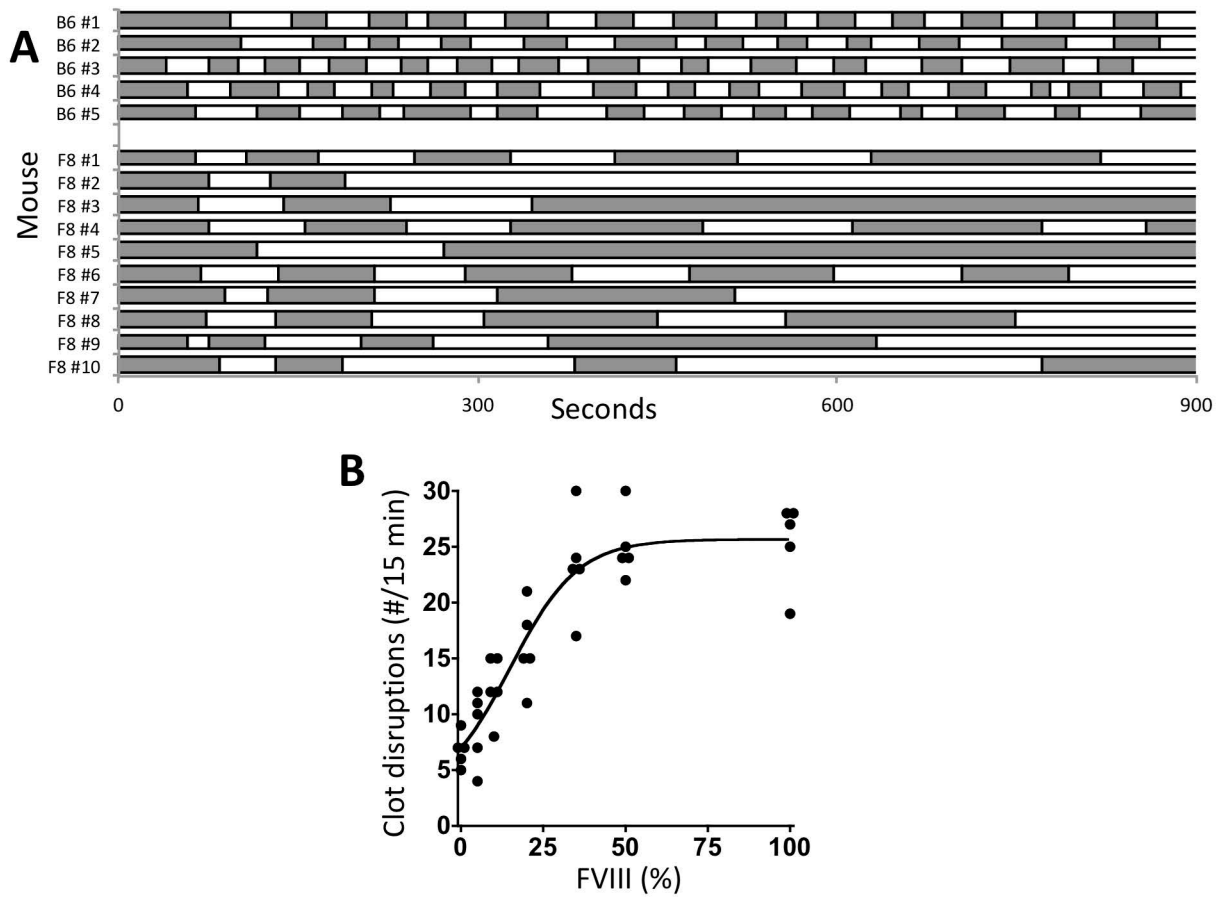 A
Mouse
B6 #1
B6 #2
B6 #3
B6 #4
B6 #5
F8 #1
F8 #2
F8 #3
F8 #4
F8 #5
F8 #6
F8 #7
F8 #8
F8 #9
F8 #10
0 300 600 900
Seconds
B
Clot disruptions (#/15 min)
30
25
20
15
10
5
0
0 25 50 75 100
FVIII (%)